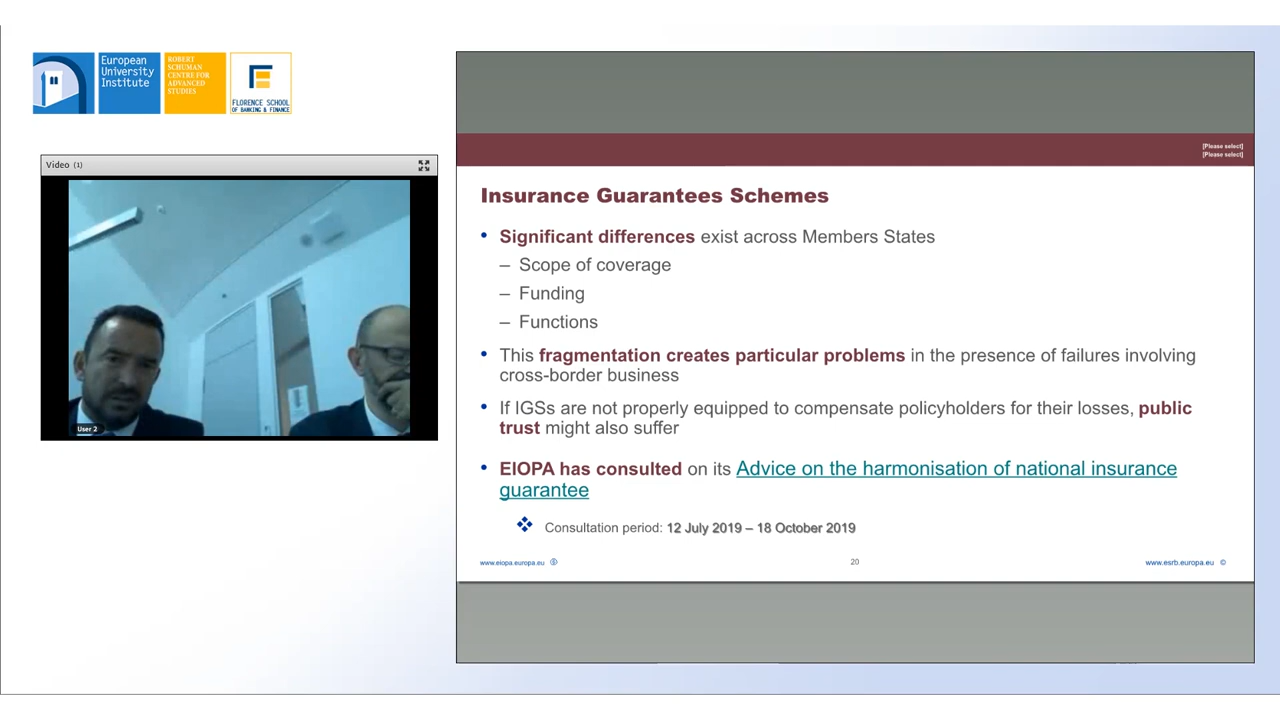 European
University
Institute
ROBERT
SCHUMAN
CENTRE FOR
ADVANCED
STUDIES
FLORENCE SCHOOL
OF BANKING & FINANCE
Video (1)
User 2
[Please select]
[Please select]
Insurance Guarantees Schemes
• Significant differences exist across Members States
– Scope of coverage
– Funding
– Functions
• This fragmentation creates particular problems in the presence of failures involving
cross-border business
• If IGSs are not properly equipped to compensate policyholders for their losses, public
trust might also suffer
• EIOPA has consulted on its Advice on the harmonisation of national insurance
guarantee
❖ Consultation period: 12 July 2019 – 18 October 2019
www.eiopa.europa.eu
20
www.esrb.europa.eu ©